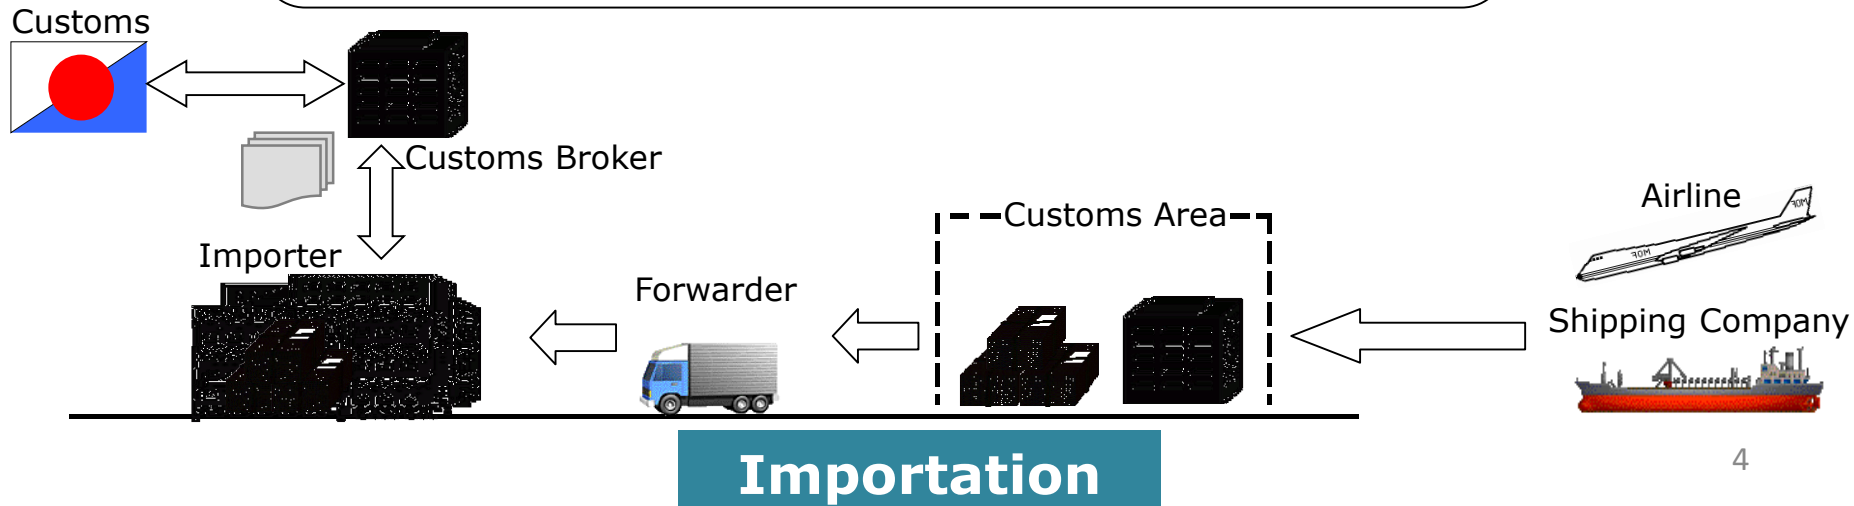 Customs
Customs Broker
Airline
Customs Area
Importer
Forwarder
Shipping Company
Importation
4